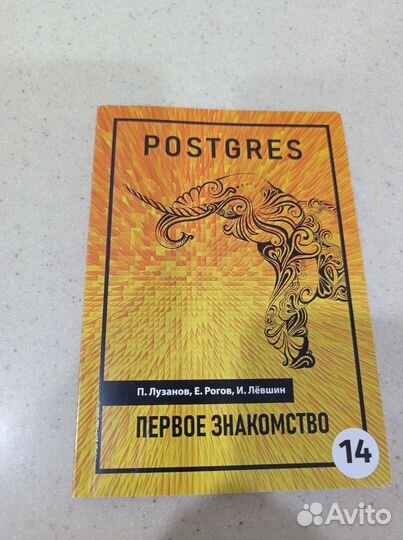 POSTGRES
П. Лузанов, Е. Рогов, И. Лёвшин
ПЕРВОЕ ЗНАКОМСТВО
14
Avito